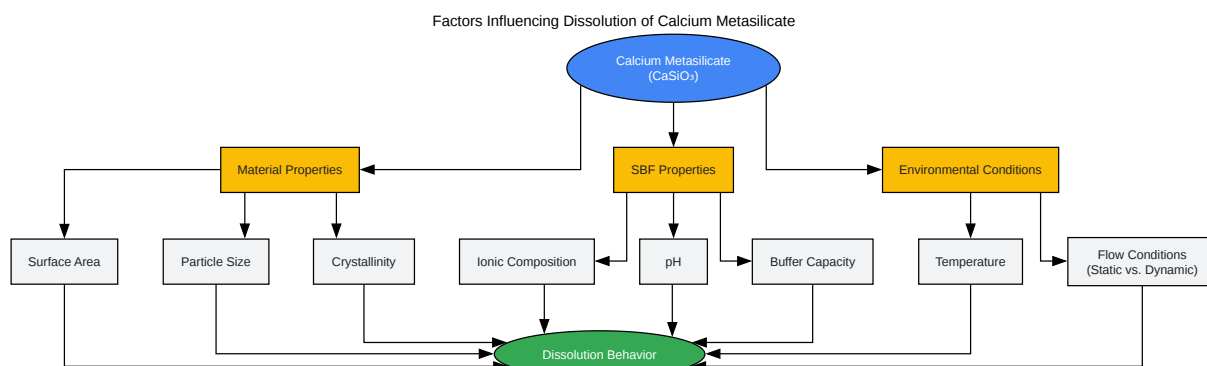 Factors Influencing Dissolution of Calcium Metasilicate
Calcium Metasilicate
(CaSiO₃)
Material Properties
SBF Properties
Environmental Conditions
Surface Area
Particle Size
Crystallinity
Ionic Composition
pH
Buffer Capacity
Temperature
Flow Conditions
(Static vs. Dynamic)
Dissolution Behavior